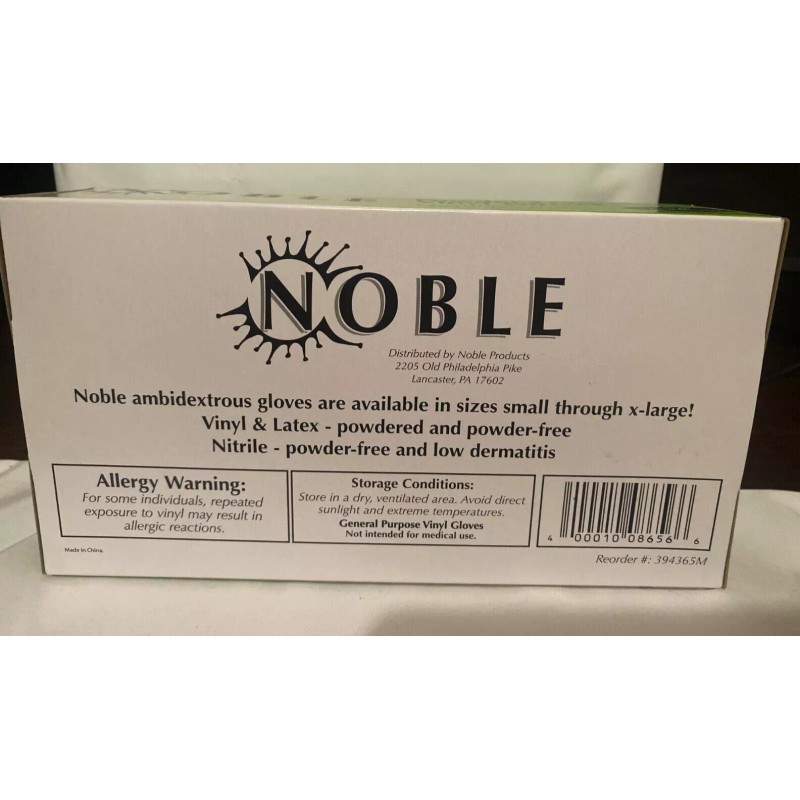 NOBLE
Distributed by Noble Products
2205 Old Philadelphia Pike
Lancaster, PA 17602
Noble ambidextrous gloves are available in sizes small through x-large!
Vinyl & Latex - powdered and powder-free
Nitrile - powder-free and low dermatitis
Allergy Warning:
For some individuals, repeated
exposure to vinyl may result in
allergic reactions.
Storage Conditions:
Store in a dry, ventilated area. Avoid direct
sunlight and extreme temperatures.
General Purpose Vinyl Gloves
Not intended for medical use.
4 00010 08656 6
Made in China.
Reorder #: 394365M